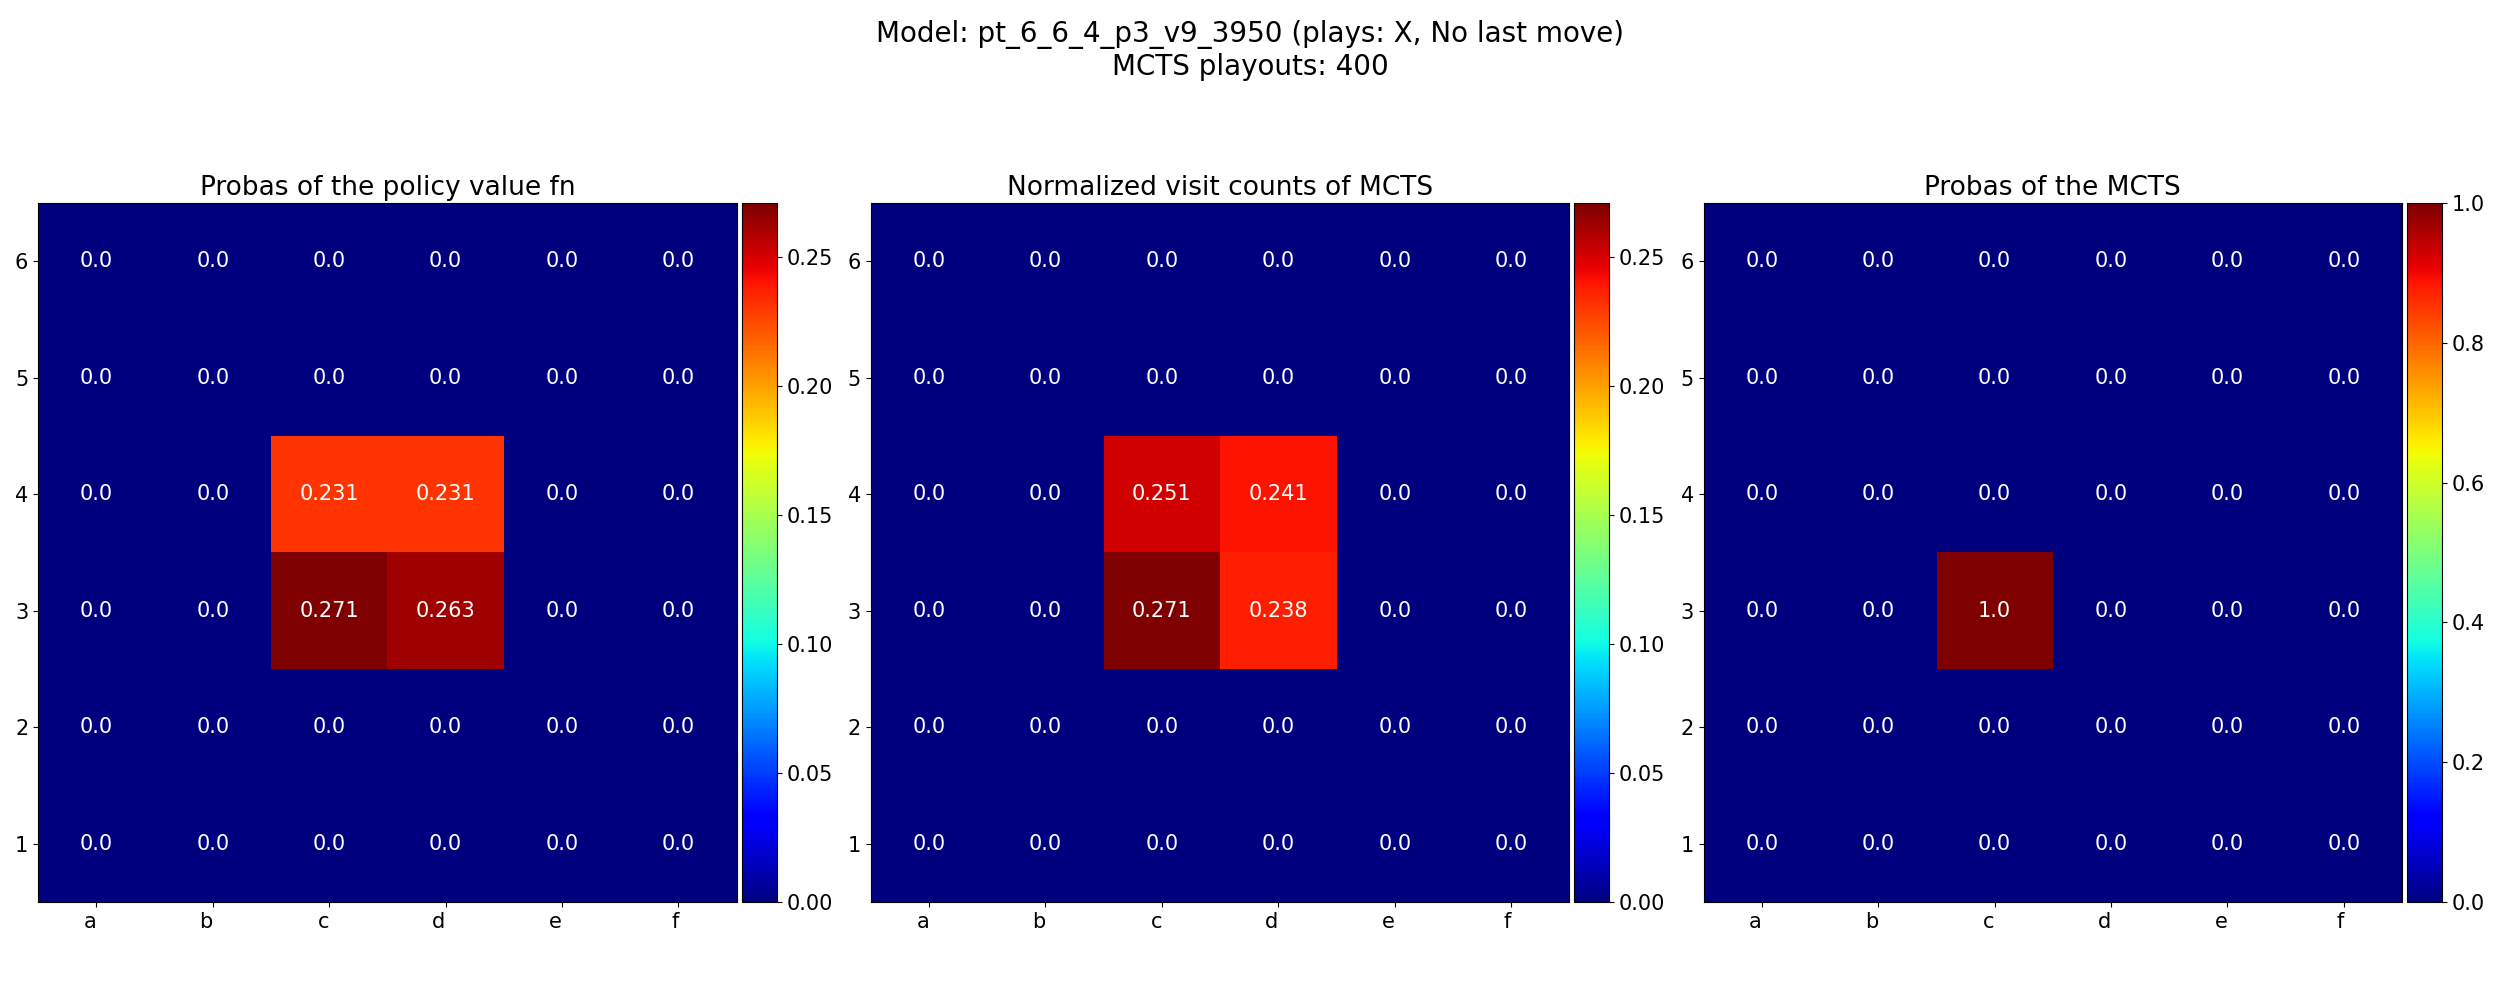 Model: pt_6_6_4_p3_v9_3950 (plays: X, No last move)
MCTS playouts: 400
Probas of the policy value fn
6 0.0 0.0 0.0 0.0 0.0 0.0
5 0.0 0.0 0.0 0.0 0.0 0.0
4 0.0 0.0 0.231 0.231 0.0 0.0
3 0.0 0.0 0.271 0.263 0.0 0.0
2 0.0 0.0 0.0 0.0 0.0 0.0
1 0.0 0.0 0.0 0.0 0.0 0.0
a b c d e f
0.25
0.20
0.15
0.10
0.05
0.00
Normalized visit counts of MCTS
6 0.0 0.0 0.0 0.0 0.0 0.0
5 0.0 0.0 0.0 0.0 0.0 0.0
4 0.0 0.0 0.251 0.241 0.0 0.0
3 0.0 0.0 0.271 0.238 0.0 0.0
2 0.0 0.0 0.0 0.0 0.0 0.0
1 0.0 0.0 0.0 0.0 0.0 0.0
a b c d e f
0.25
0.20
0.15
0.10
0.05
0.00
Probas of the MCTS
6 0.0 0.0 0.0 0.0 0.0 0.0
5 0.0 0.0 0.0 0.0 0.0 0.0
4 0.0 0.0 0.0 0.0 0.0 0.0
3 0.0 0.0 1.0 0.0 0.0 0.0
2 0.0 0.0 0.0 0.0 0.0 0.0
1 0.0 0.0 0.0 0.0 0.0 0.0
a b c d e f
1.0
0.8
0.6
0.4
0.2
0.0